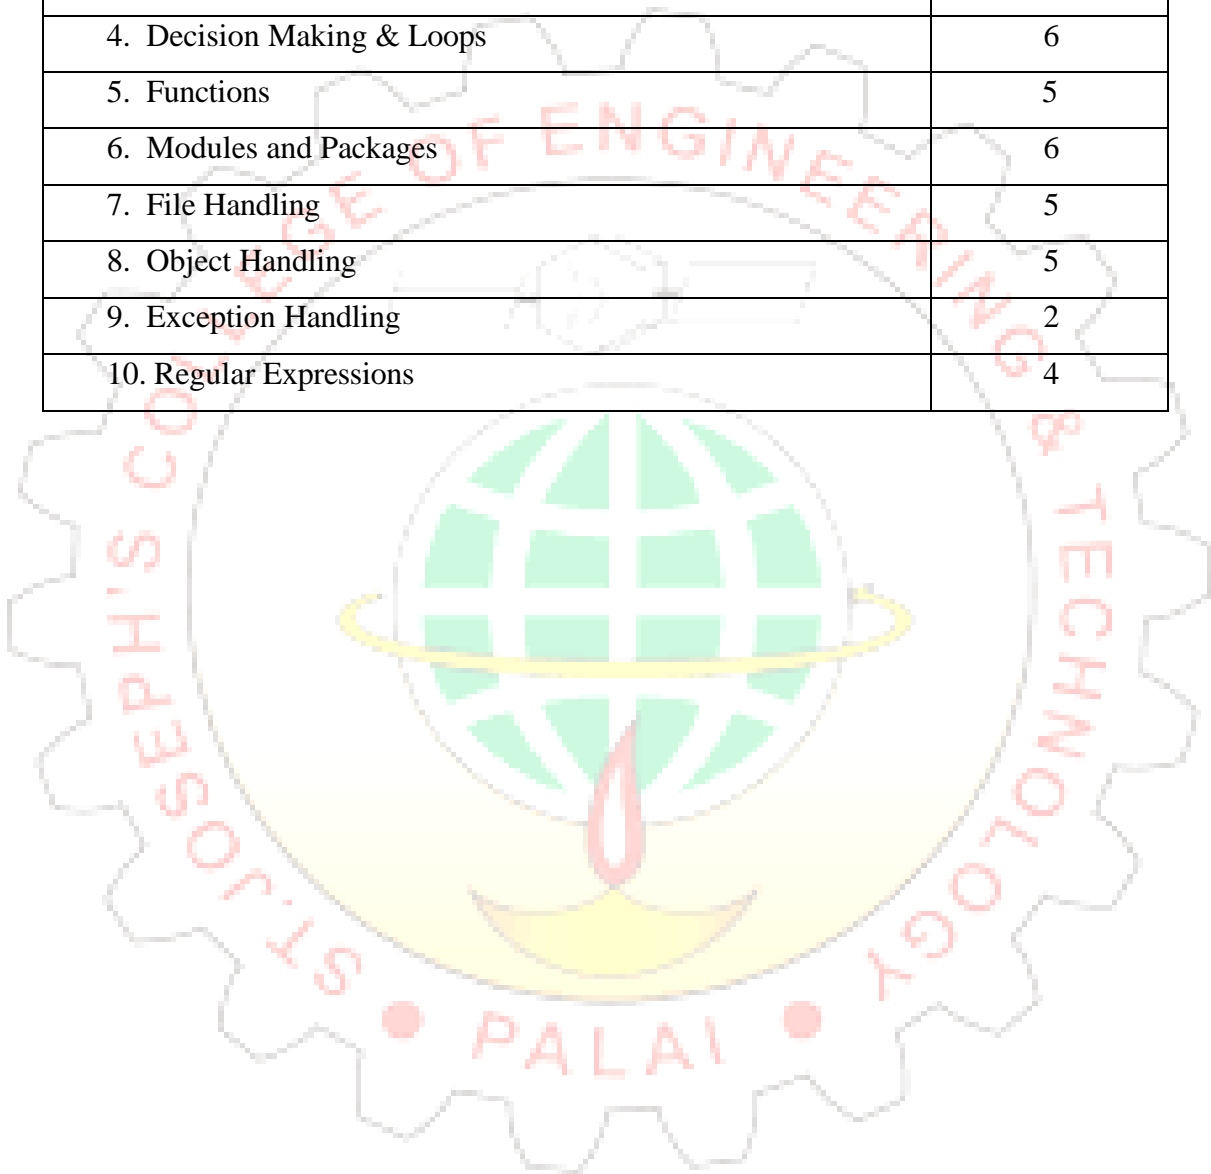 4. Decision Making & Loops 6
5. Functions 5
6. Modules and Packages 6
7. File Handling 5
8. Object Handling 5
9. Exception Handling 2
10. Regular Expressions 4
ST.JOSEPH'S COLLEGE OF ENGINEERING & TECHNOLOGY
PALAI